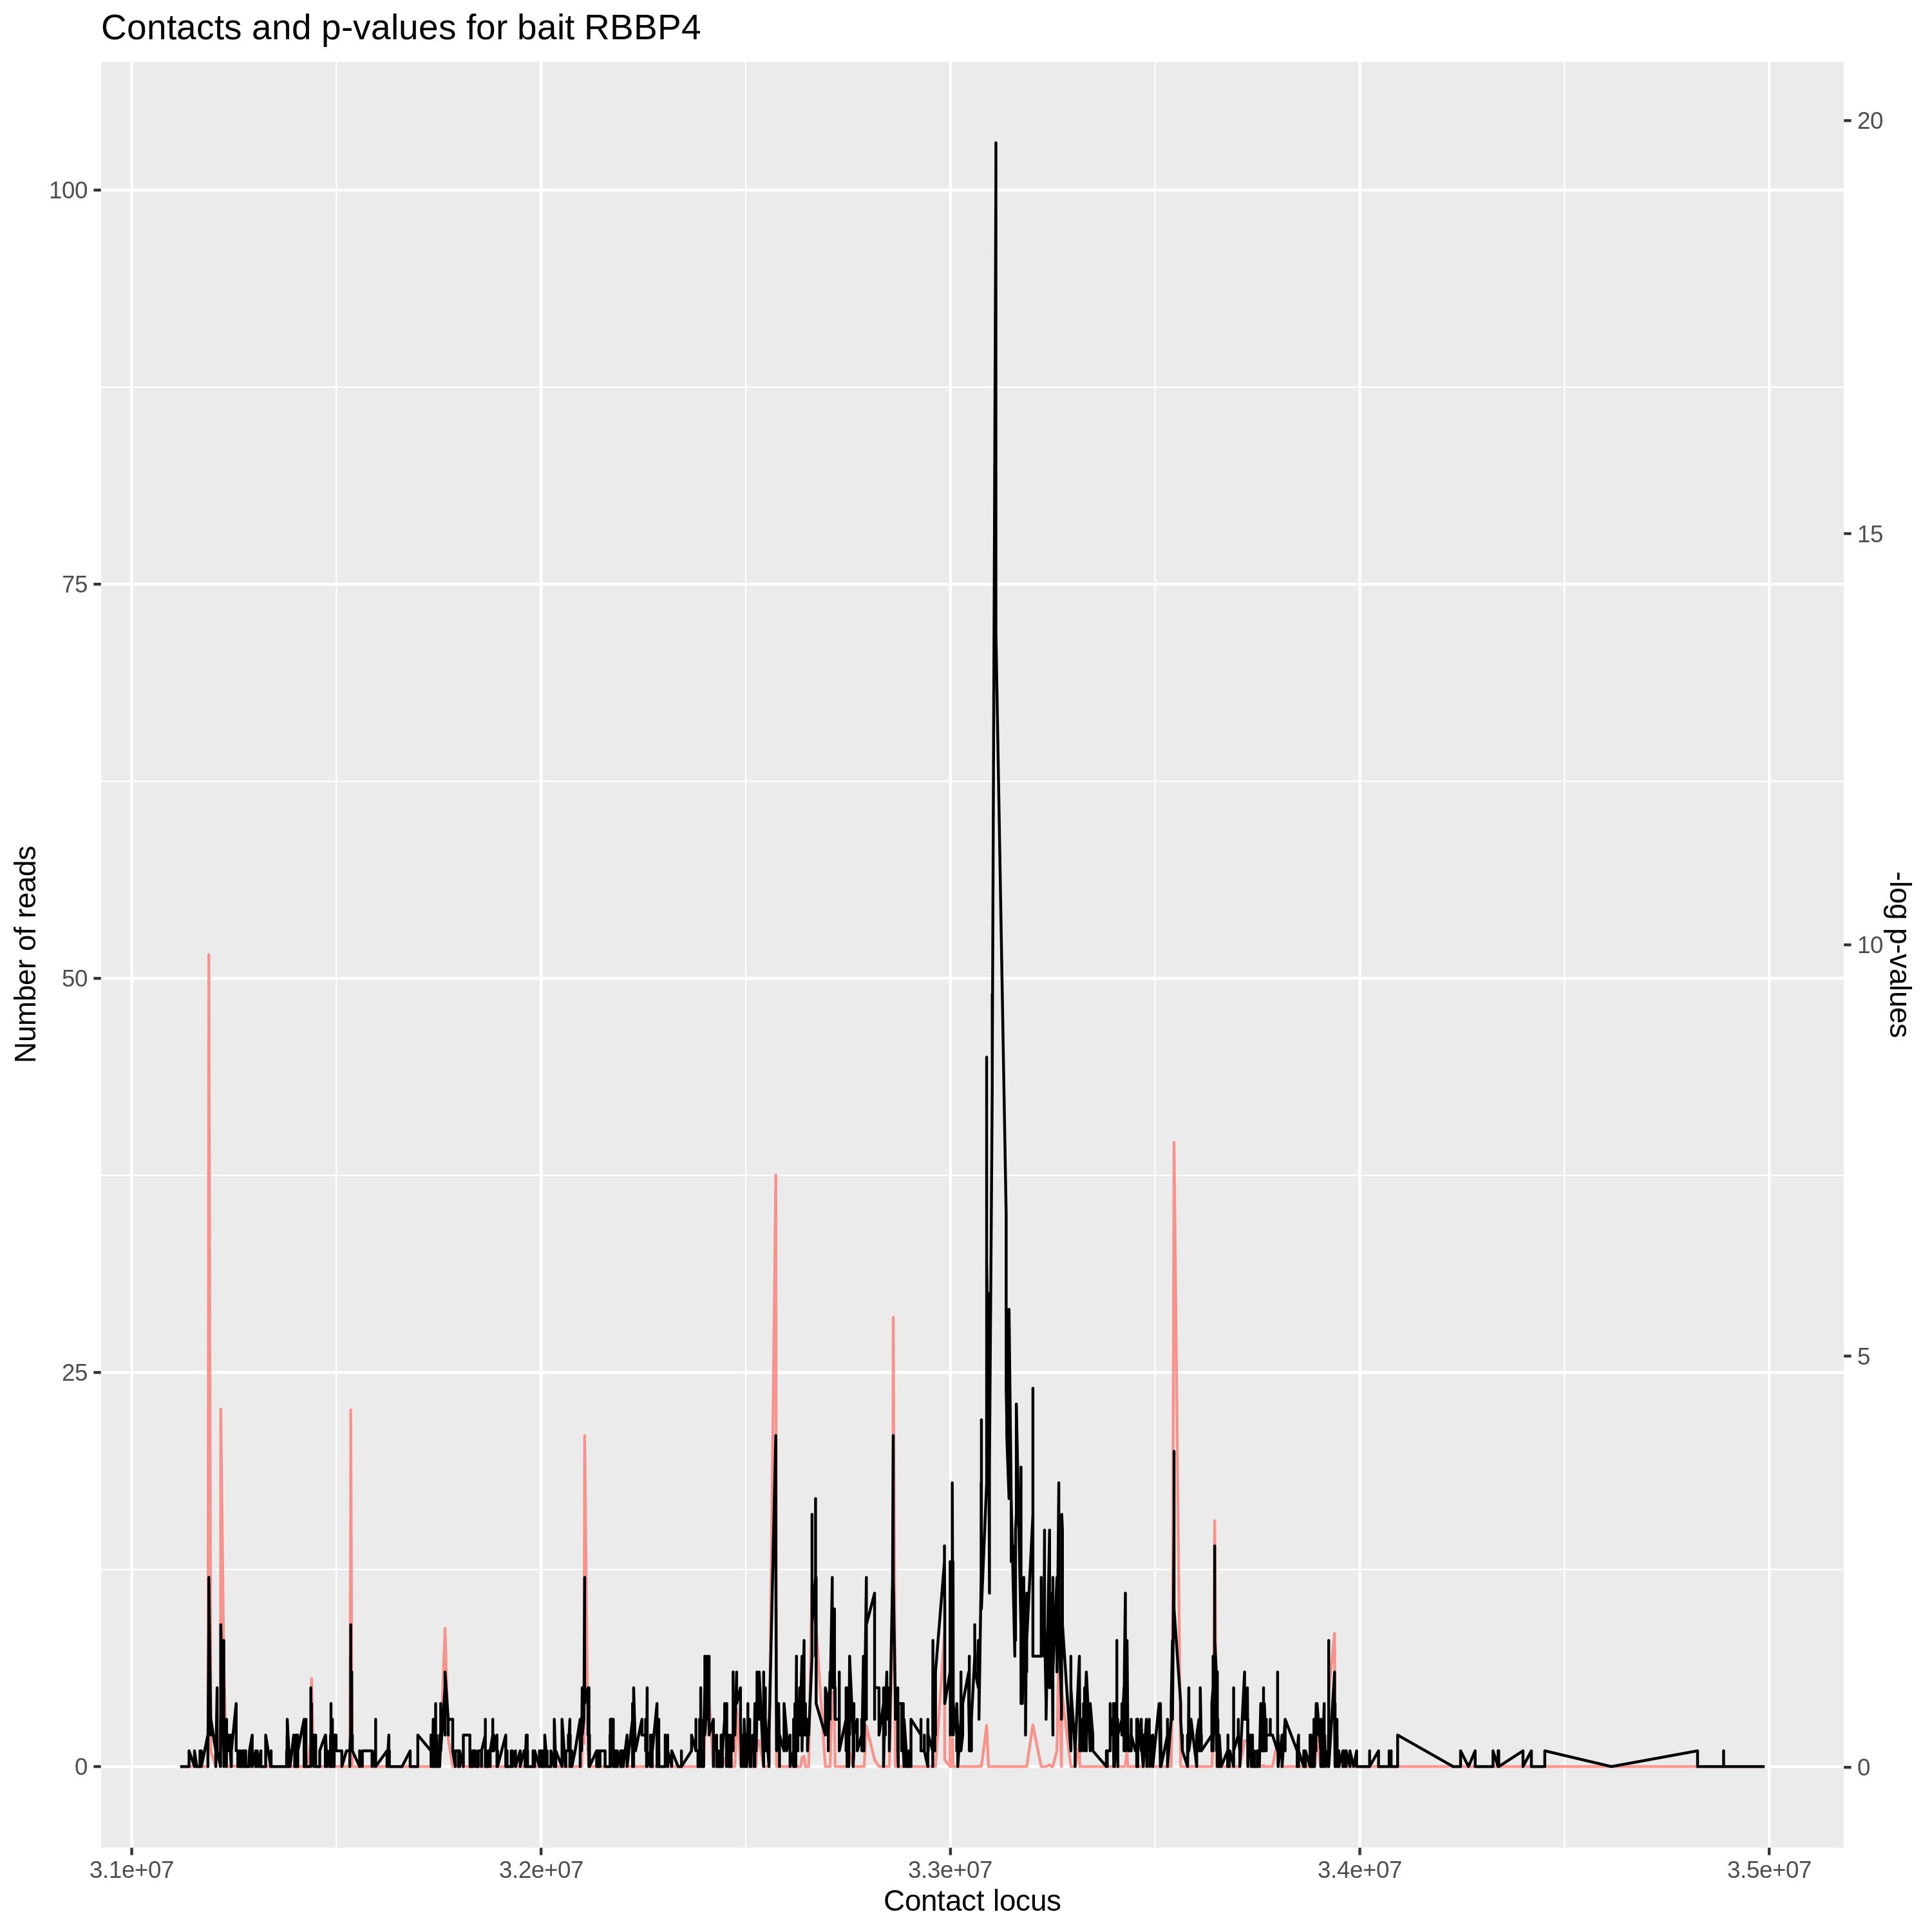 Contacts and p-values for bait RBBP4
100
75
50
25
0
Number of reads
20
15
10
5
0
-log p-values
3.1e+07 3.2e+07 3.3e+07 3.4e+07 3.5e+07
Contact locus